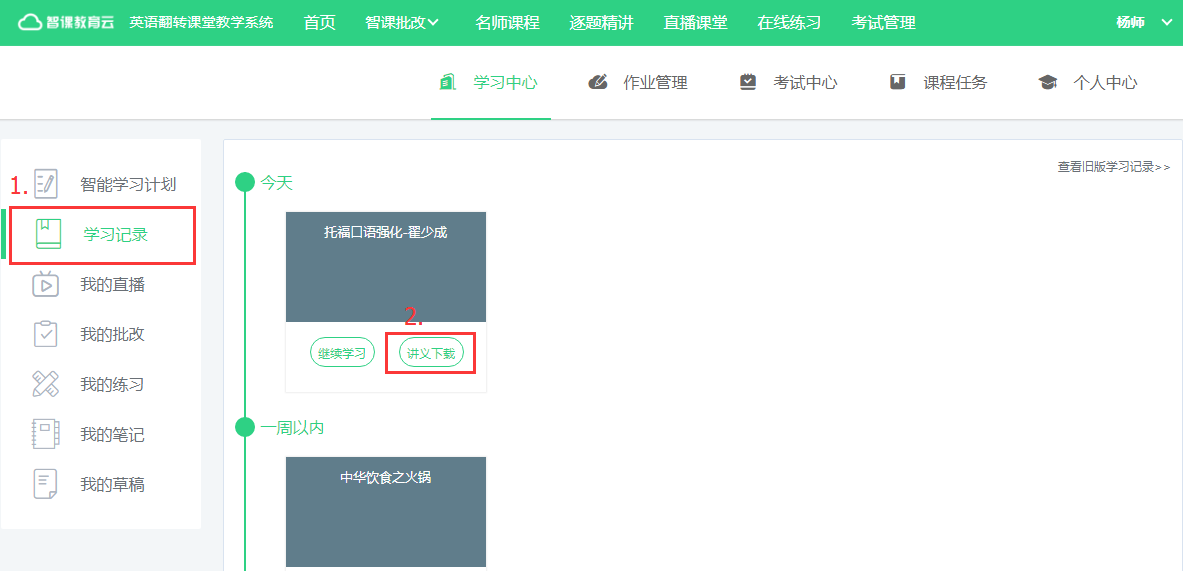 智课教育云 英语翻转课堂教学系统 首页 智课批改 名师课程 逐题精讲 直播课堂 在线练习 考试管理 杨师
学习中心 作业管理 考试中心 课程任务 个人中心
查看旧版学习记录>>
1.
智能学习计划
学习记录
我的直播
我的批改
我的练习
我的笔记
我的草稿
今天
托福口语强化-翟少成
2.
继续学习 讲义下载
一周以内
中华饮食之火锅